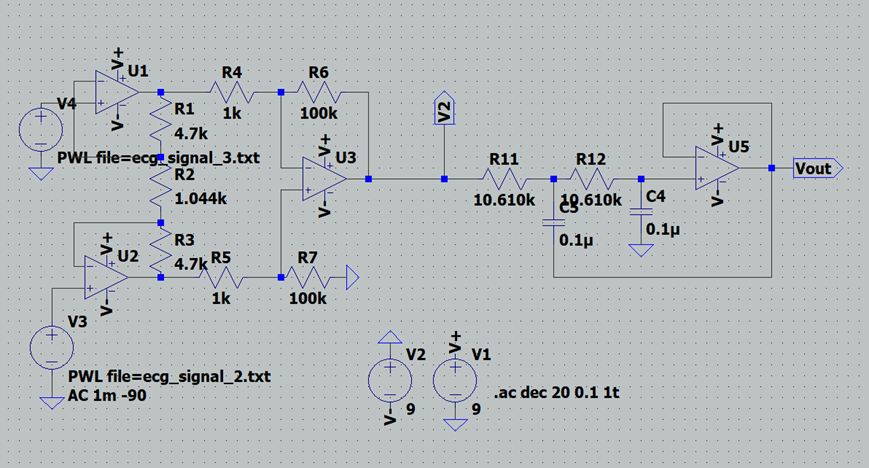 V+
U1
V4
V-
PWL file=ecg_signal_3.txt
R1
4.7k
R2
1.044k
R3
4.7k
V+
U2
V-
V3
PWL file=ecg_signal_2.txt
AC 1m -90
R4
1k
R6
100k
V+
U3
V-
R5
1k
R7
100k
V2
R11
10.610k
R12
10.610k
C5
0.1µ
C4
0.1µ
V+
U5
V-
Vout
V2
V-
9
V+
V1
9
.ac dec 20 0.1 1t